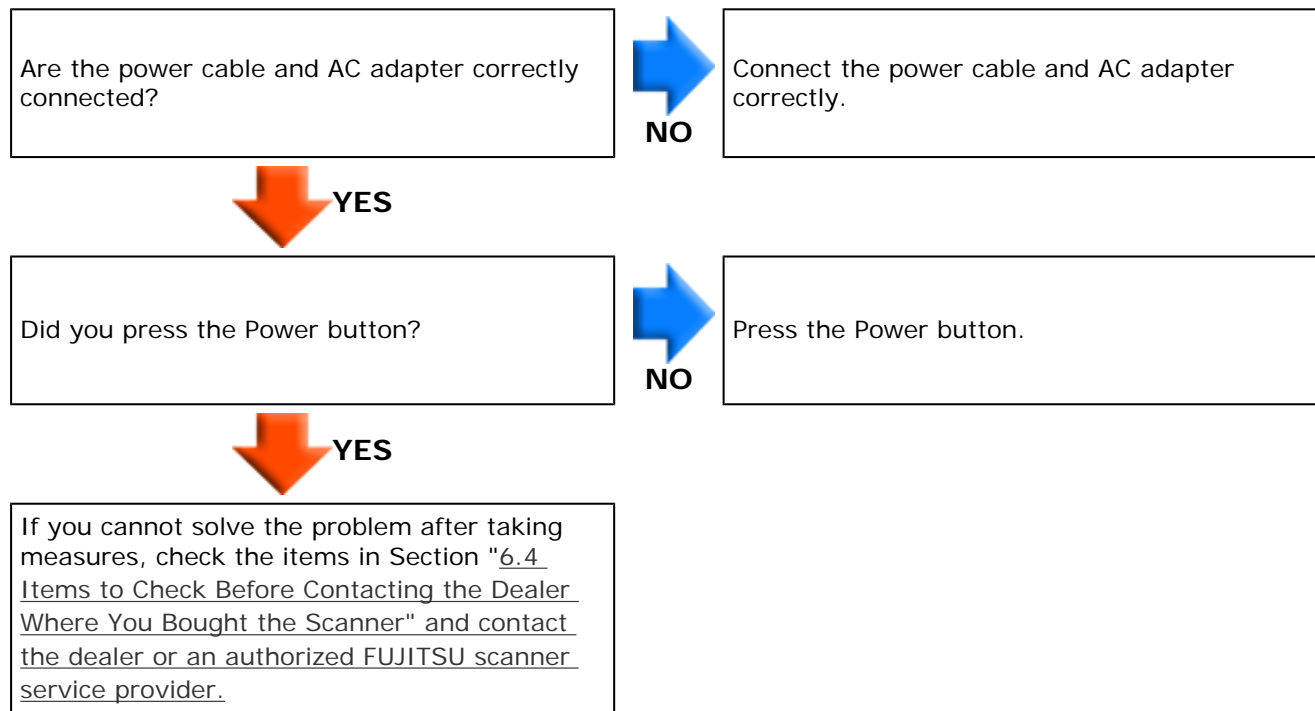 Are the power cable and AC adapter correctly
connected?
NO
Connect the power cable and AC adapter
correctly.
YES
Did you press the Power button?
NO
Press the Power button.
YES
If you cannot solve the problem after taking
measures, check the items in Section "6.4
Items to Check Before Contacting the Dealer
Where You Bought the Scanner" and contact
the dealer or an authorized FUJITSU scanner
service provider.